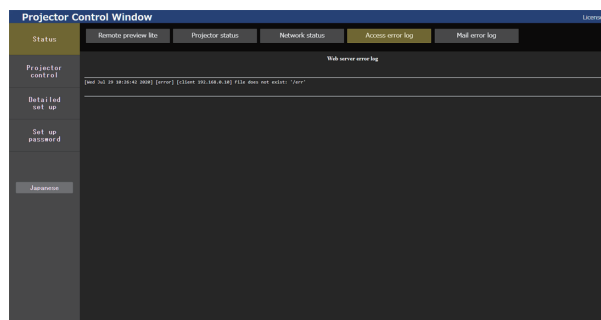 Projector Control Window
License
Status
Remote preview lite
Projector status
Network status
Access error log
Mail error log
Web server error log
[Wed Jul 29 10:26:42 2020] [error] [client 192.168.0.10] File does not exist: '/err'
Projector
control
Detailed
set up
Set up
password
Japanese